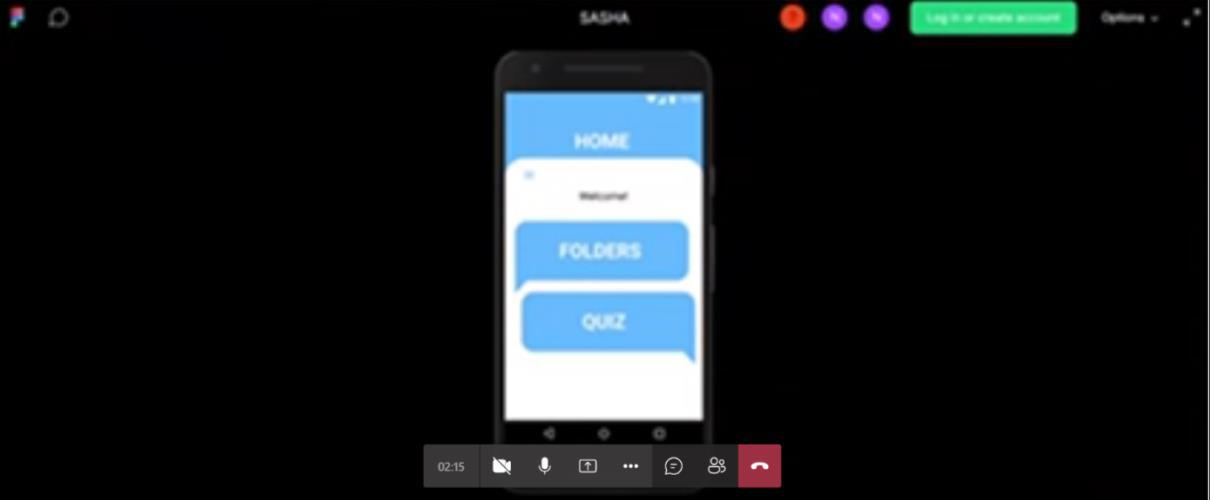 SASHA
Log in or create account
Options
HOME
Welcome!
FOLDERS
QUIZ
02:15